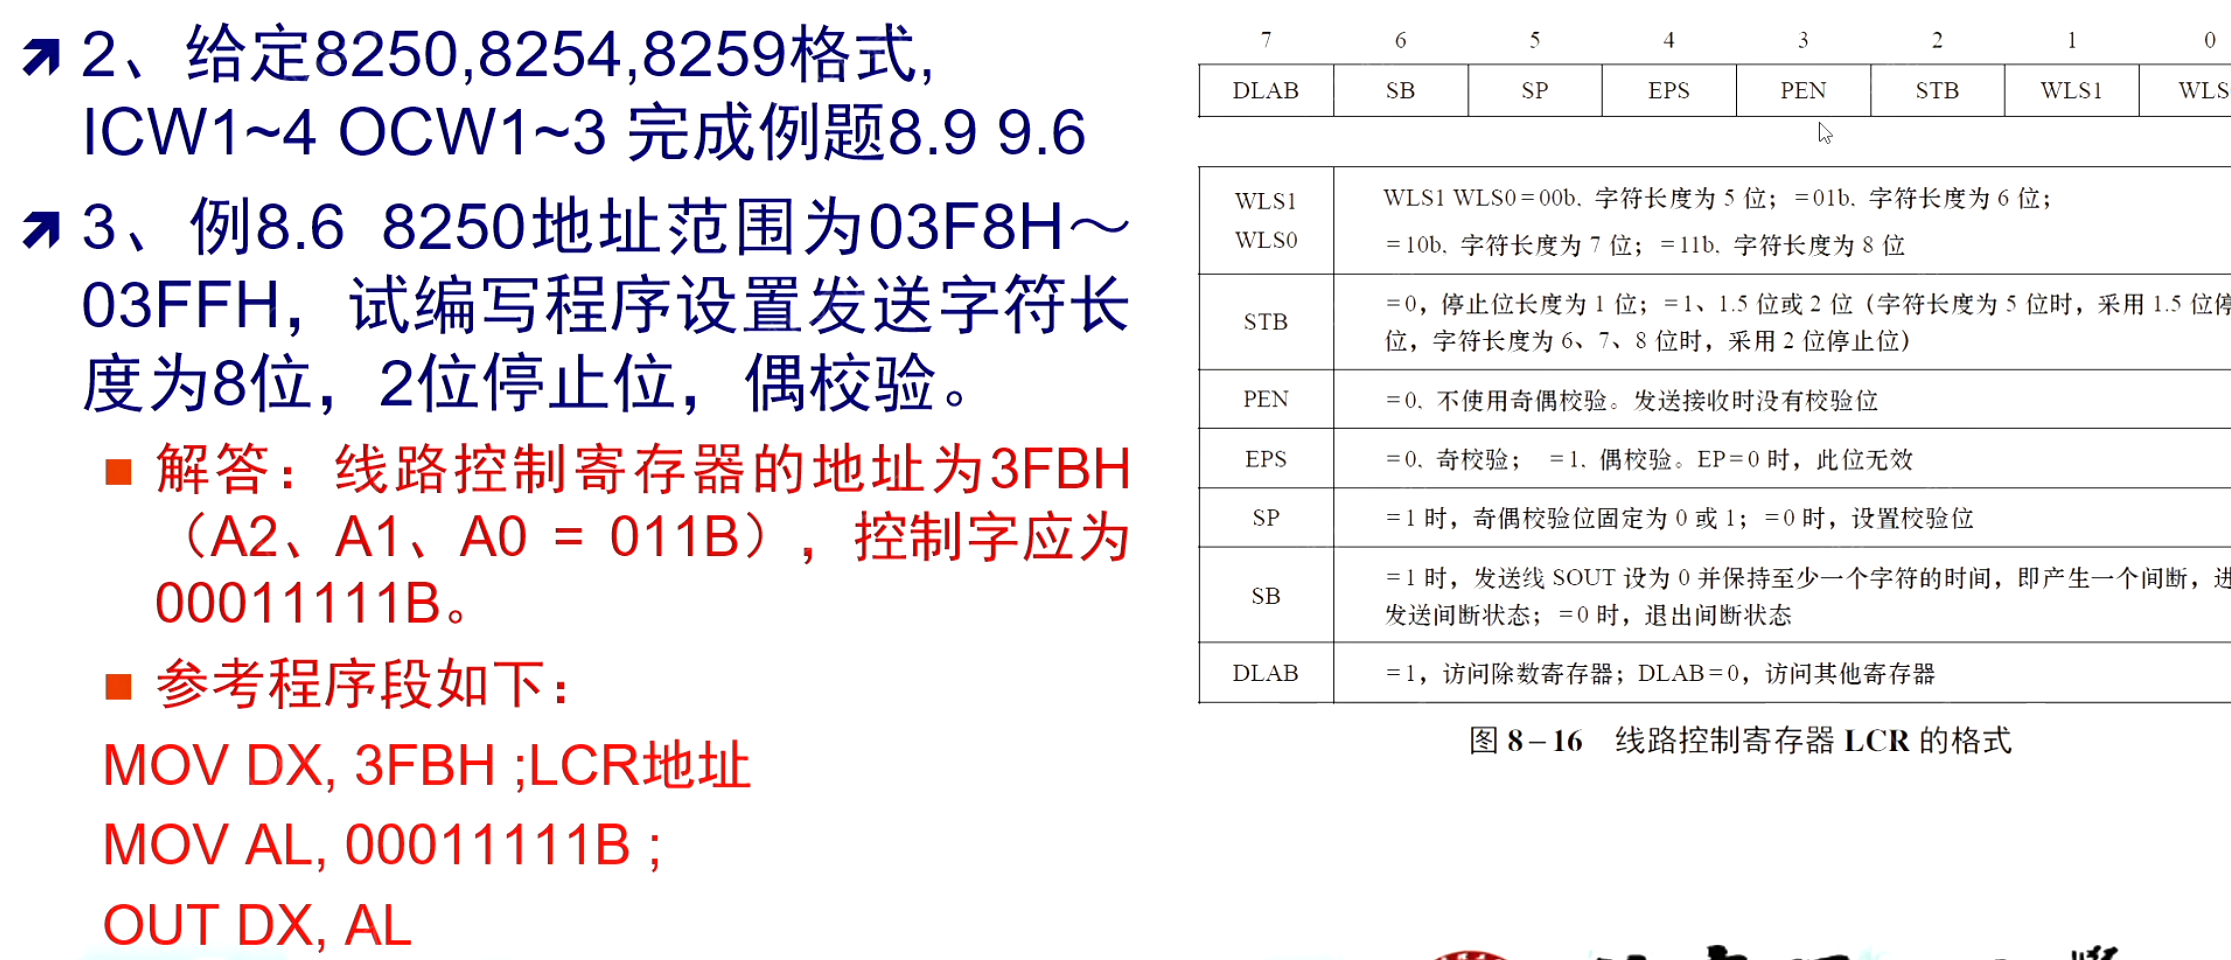 2、给定8250,8254,8259格式,
ICW1~4 OCW1~3 完成例题8.9 9.6
3、例8.6 8250地址范围为03F8H～
03FFH，试编写程序设置发送字符长
度为8位，2位停止位，偶校验。
解答：线路控制寄存器的地址为3FBH
（A2、A1、A0 = 011B），控制字应为
00011111B。
参考程序段如下：
MOV DX, 3FBH ;LCR地址
MOV AL, 00011111B ;
OUT DX, AL
7 6 5 4 3 2 1 0
DLAB SB SP EPS PEN STB WLS1 WLS
WLS1
WLS0
WLS1 WLS0=00b. 字符长度为 5 位；=01b. 字符长度为 6 位；
=10b. 字符长度为 7 位；=11b. 字符长度为 8 位
STB
=0，停止位长度为 1 位；=1、1.5 位或 2 位（字符长度为 5 位时，采用 1.5 位停
位，字符长度为 6、7、8 位时，采用 2 位停止位）
PEN
=0. 不使用奇偶校验。发送接收时没有校验位
EPS
=0. 奇校验； =1. 偶校验。EP=0 时，此位无效
SP
=1 时，奇偶校验位固定为 0 或 1；=0 时，设置校验位
SB
=1 时，发送线 SOUT 设为 0 并保持至少一个字符的时间，即产生一个间断，进
发送间断状态；=0 时，退出间断状态
DLAB
=1，访问除数寄存器；DLAB=0，访问其他寄存器
图 8-16 线路控制寄存器 LCR 的格式